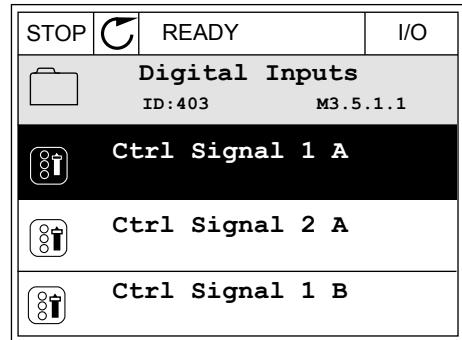 STOP READY I/O
Digital Inputs
ID:403 M3.5.1.1
Ctrl Signal 1 A
Ctrl Signal 2 A
Ctrl Signal 1 B